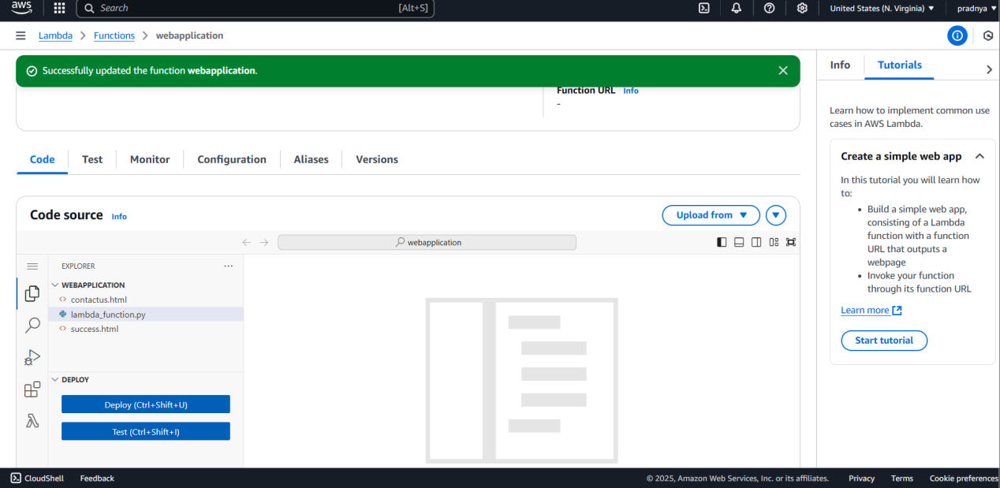 aws
Search [Alt+S] United States (N. Virginia) pradnya
Lambda Functions webapplication
Info Tutorials
Successfully updated the function webapplication.
Function URL Info
-
Learn how to implement common use
cases in AWS Lambda.
Code Test Monitor Configuration Aliases Versions
Create a simple web app
In this tutorial you will learn how
to:
• Build a simple web app,
consisting of a Lambda
function with a function
URL that outputs a
webpage
• Invoke your function
through its function URL
Learn more
Start tutorial
Code source Info Upload from
webapplication
EXPLORER ...
WEBAPPLICATION
contactus.html
lambda_function.py
success.html
DEPLOY
Deploy (Ctrl+Shift+U)
Test (Ctrl+Shift+I)
CloudShell Feedback © 2025, Amazon Web Services, Inc. or its affiliates. Privacy Terms Cookie preferences